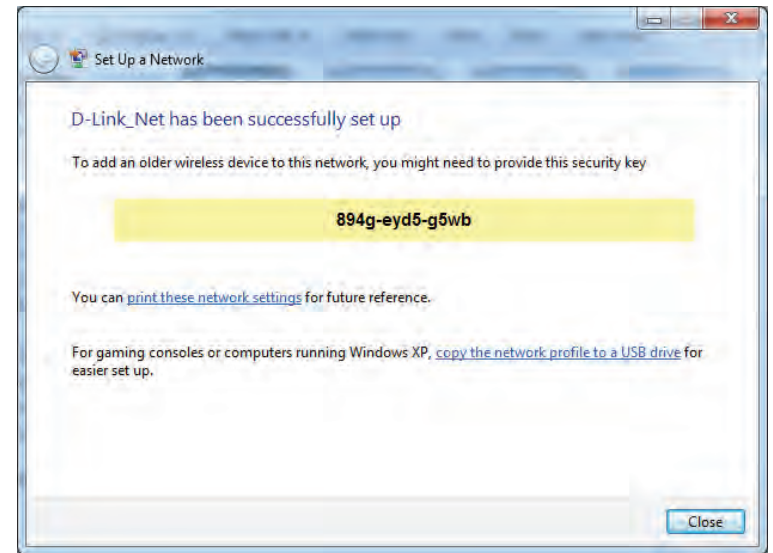 Set Up a Network
D-Link_Net has been successfully set up
To add an older wireless device to this network, you might need to provide this security key
894g-eyd5-g5wb
You can print these network settings for future reference.
For gaming consoles or computers running Windows XP, copy the network profile to a USB drive for
easier set up.
Close